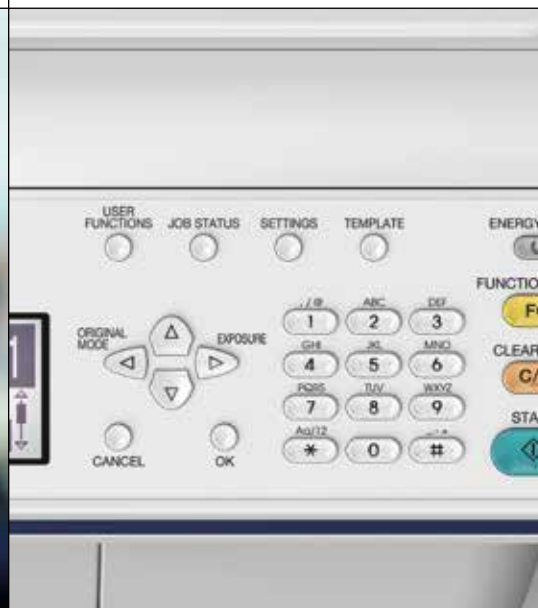 USER
FUNCTIONS JOB STATUS SETTINGS TEMPLATE ENERGY
FUNCTIO
ORIGINAL
MODE
EXPOSURE
. / @ ABC DEF
1 2 3 F
GHI JKL MNO CLEAR
4 5 6 C/
PQRS TUV WXYZ
7 8 9
STA
Aa/12
* 0 #
CANCEL OK